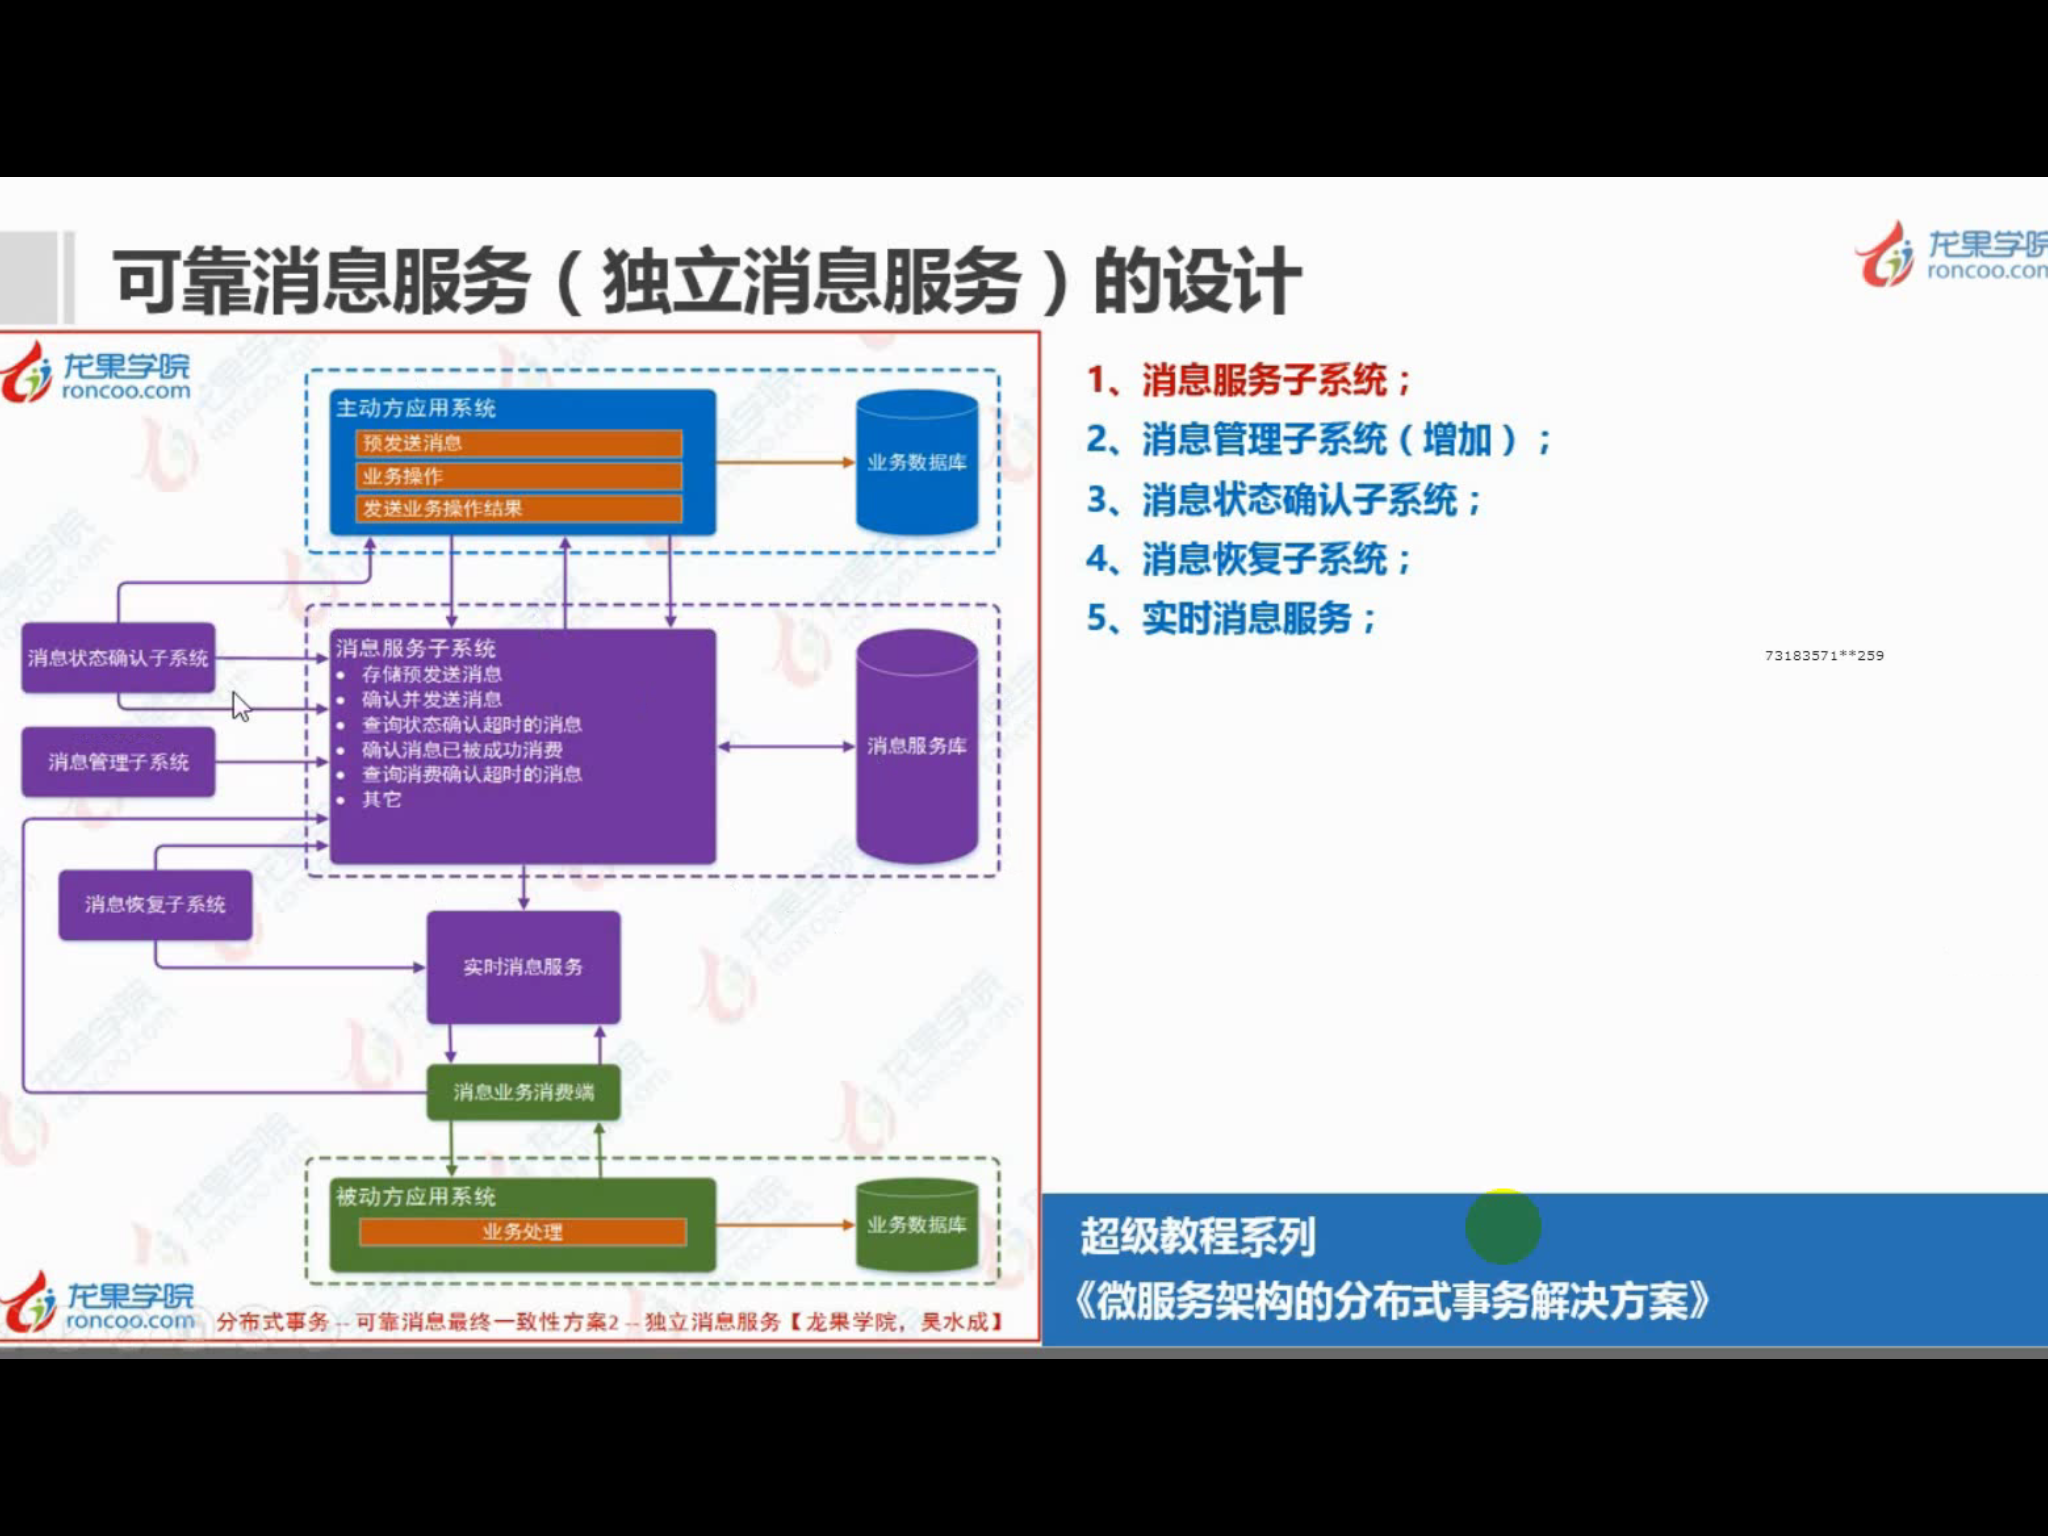 可靠消息服务（独立消息服务）的设计
龙果学院
roncoo.com
龙果学院
roncoo.com
主动方应用系统
预发送消息
业务操作
发送业务操作结果
业务数据库
消息状态确认子系统
消息管理子系统
消息恢复子系统
消息服务子系统
• 存储预发送消息
• 确认并发送消息
• 查询状态确认超时的消息
• 确认消息已被成功消费
• 查询消费确认超时的消息
• 其它
消息服务库
实时消息服务
消息业务消费端
被动方应用系统
业务处理
业务数据库
龙果学院
roncoo.com
分布式事务 -- 可靠消息最终一致性方案2 -- 独立消息服务【龙果学院，吴水成】
1、消息服务子系统；
2、消息管理子系统（增加）；
3、消息状态确认子系统；
4、消息恢复子系统；
5、实时消息服务；
73183571**259
超级教程系列
《微服务架构的分布式事务解决方案》